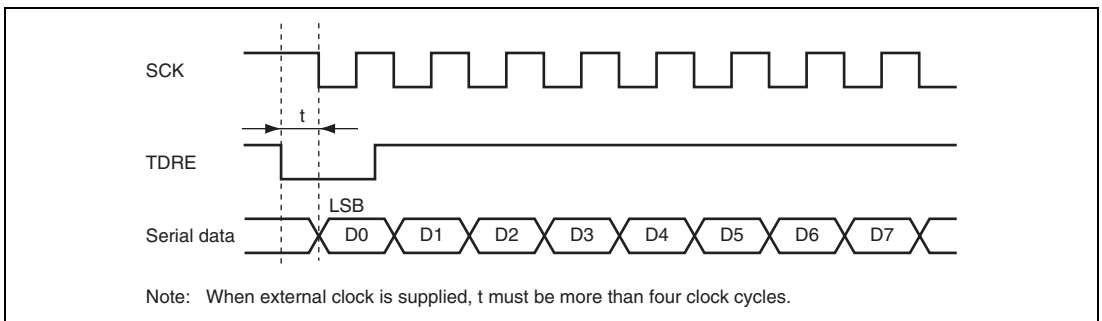 SCK
t
TDRE
LSB
Serial data D0 D1 D2 D3 D4 D5 D6 D7
Note: When external clock is supplied, t must be more than four clock cycles.